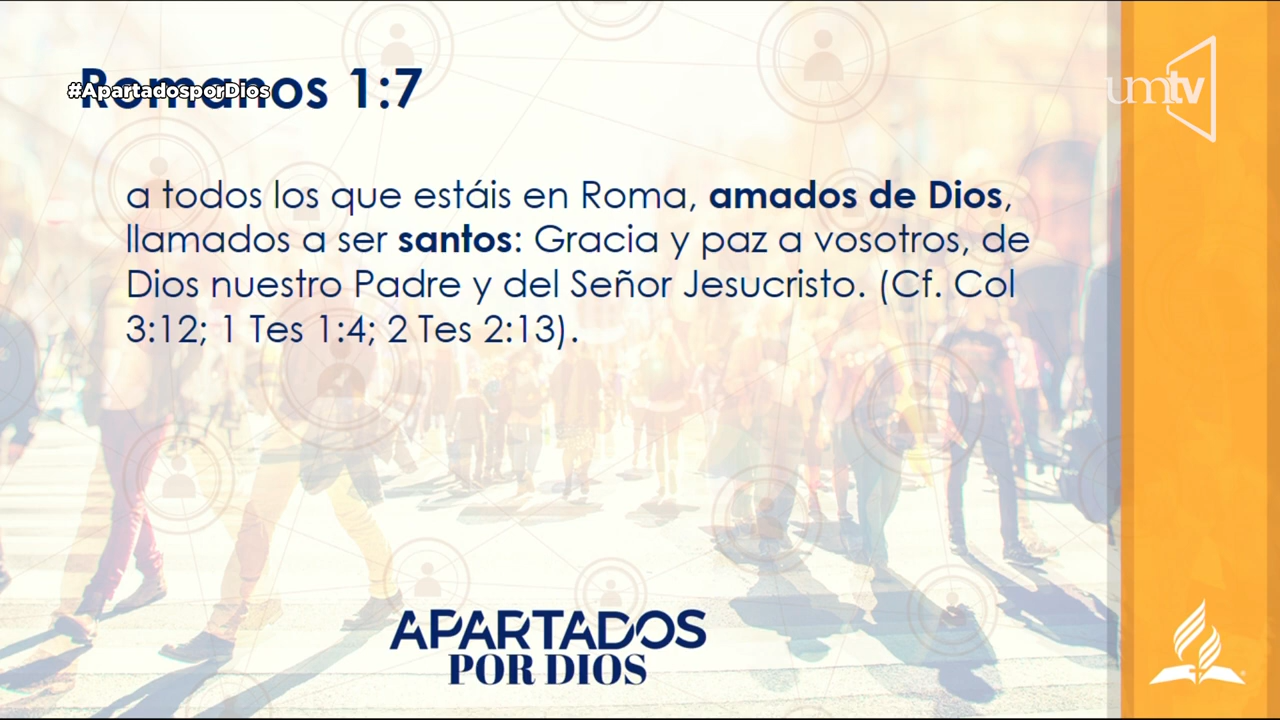 Romanos 1:7
#ApartadosporDios
umtv
a todos los que estáis en Roma, amados de Dios,
llamados a ser santos: Gracia y paz a vosotros, de
Dios nuestro Padre y del Señor Jesucristo. (Cf. Col
3:12; 1 Tes 1:4; 2 Tes 2:13).
APARTADOS
POR DIOS